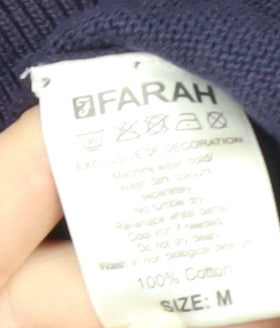 FARAH
EXCLUSIVE OF DECORATION
Machine wash cold/
Wash dark colours
separately
No tumble dry
Re-shape whilst damp
Cool iron if needed
Do not dry clean
Wash in non biological detergent
100% Cotton
SIZE: M